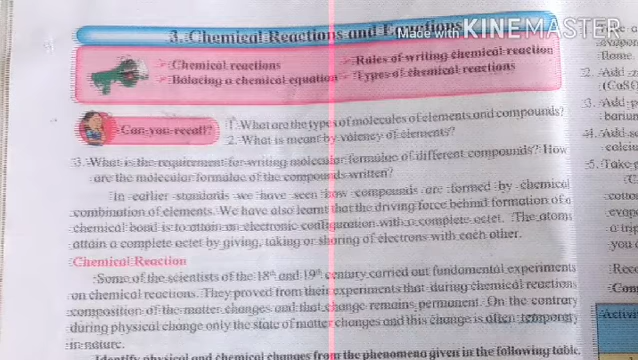 3. Chemical Reactions and Equations
Made with KINEMASTER
Chemical reactions
Rules of writing chemical reaction
Balacing a chemical equation
Types of chemical reactions
Can you recall?
1. What are the types of molecules of elements and compounds?
2. What is meant by valency of elements?
3. What is the requirement for writing molecular formulae of different compounds? How
are the molecular formulae of the compounds written?
In earlier standards we have seen how compounds are formed by chemical
combination of elements. We have also learnt that the driving force behind formation of a
chemical bond is to attain an electronic configuration with a complete octet. The atoms
attain a complete octet by giving, taking or sharing of electrons with each other.
Chemical Reaction
Some of the scientists of the 18th and 19th century carried out fundamental experiments
on chemical reactions. They proved from their experiments that during chemical reactions
composition of the matter changes and that change remains permanent. On the contrary
during physical change only the state of matter changes and this change is often temporary
in nature.
Identify physical and chemical changes from the phenomena given in the following table.
flame
2. Add
3. Add
4. Add
5. Take